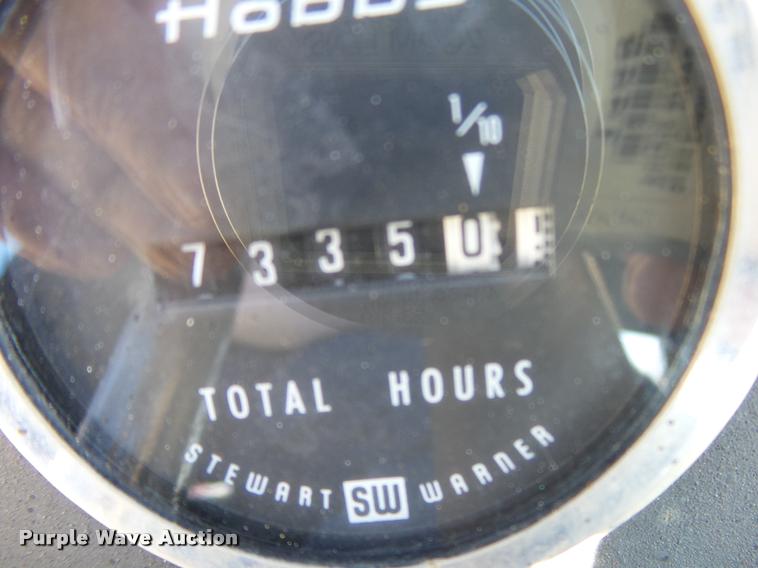 Hobbs
1/10
7 3 3 5 0
TOTAL HOURS
STEWART SW WARNER
Purple Wave Auction